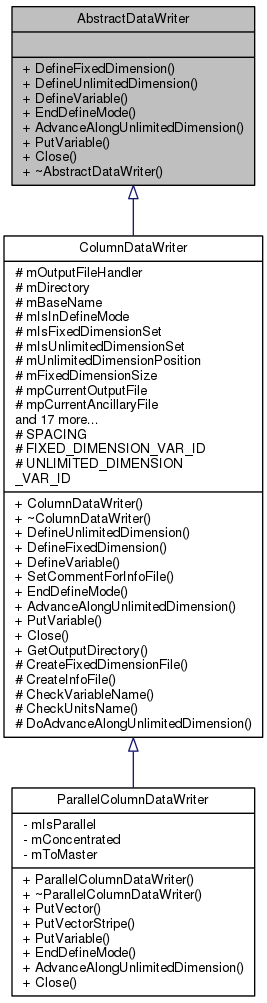 AbstractDataWriter
+ DefineFixedDimension()
+ DefineUnlimitedDimension()
+ DefineVariable()
+ EndDefineMode()
+ AdvanceAlongUnlimitedDimension()
+ PutVariable()
+ Close()
+ ~AbstractDataWriter()
ColumnDataWriter
# mOutputFileHandler
# mDirectory
# mBaseName
# mIsInDefineMode
# mIsFixedDimensionSet
# mIsUnlimitedDimensionSet
# mUnlimitedDimensionPosition
# mFixedDimensionSize
# mpCurrentOutputFile
# mpCurrentAncillaryFile
and 17 more...
# SPACING
# FIXED_DIMENSION_VAR_ID
# UNLIMITED_DIMENSION
_VAR_ID
+ ColumnDataWriter()
+ ~ColumnDataWriter()
+ DefineUnlimitedDimension()
+ DefineFixedDimension()
+ DefineVariable()
+ SetCommentForInfoFile()
+ EndDefineMode()
+ AdvanceAlongUnlimitedDimension()
+ PutVariable()
+ Close()
+ GetOutputDirectory()
# CreateFixedDimensionFile()
# CreateInfoFile()
# CheckVariableName()
# CheckUnitsName()
# DoAdvanceAlongUnlimitedDimension()
ParallelColumnDataWriter
- mIsParallel
- mConcentrated
- mToMaster
+ ParallelColumnDataWriter()
+ ~ParallelColumnDataWriter()
+ PutVector()
+ PutVectorStripe()
+ PutVariable()
+ EndDefineMode()
+ AdvanceAlongUnlimitedDimension()
+ Close()